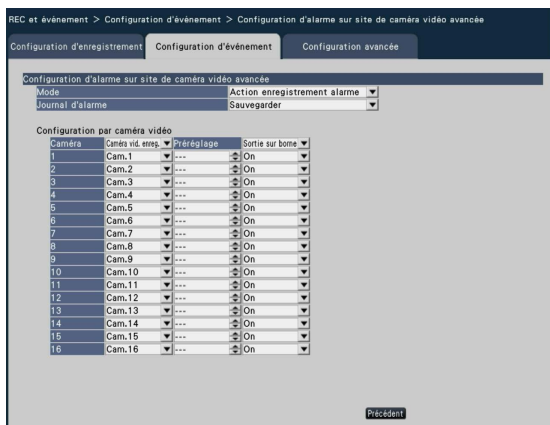 REC et événement > Configuration d'événement > Configuration d'alarme sur site de caméra vidéo avancée
Configuration d'enregistrement Configuration d'événement Configuration avancée
Configuration d'alarme sur site de caméra vidéo avancée
Mode Action enregistrement alarme
Journal d'alarme Sauvegarder
Configuration par caméra vidéo
Caméra Caméra vid. enreg. Préréglage Sortie sur borne
1 Cam.1 --- On
2 Cam.2 --- On
3 Cam.3 --- On
4 Cam.4 --- On
5 Cam.5 --- On
6 Cam.6 --- On
7 Cam.7 --- On
8 Cam.8 --- On
9 Cam.9 --- On
10 Cam.10 --- On
11 Cam.11 --- On
12 Cam.12 --- On
13 Cam.13 --- On
14 Cam.14 --- On
15 Cam.15 --- On
16 Cam.16 --- On
Précédent